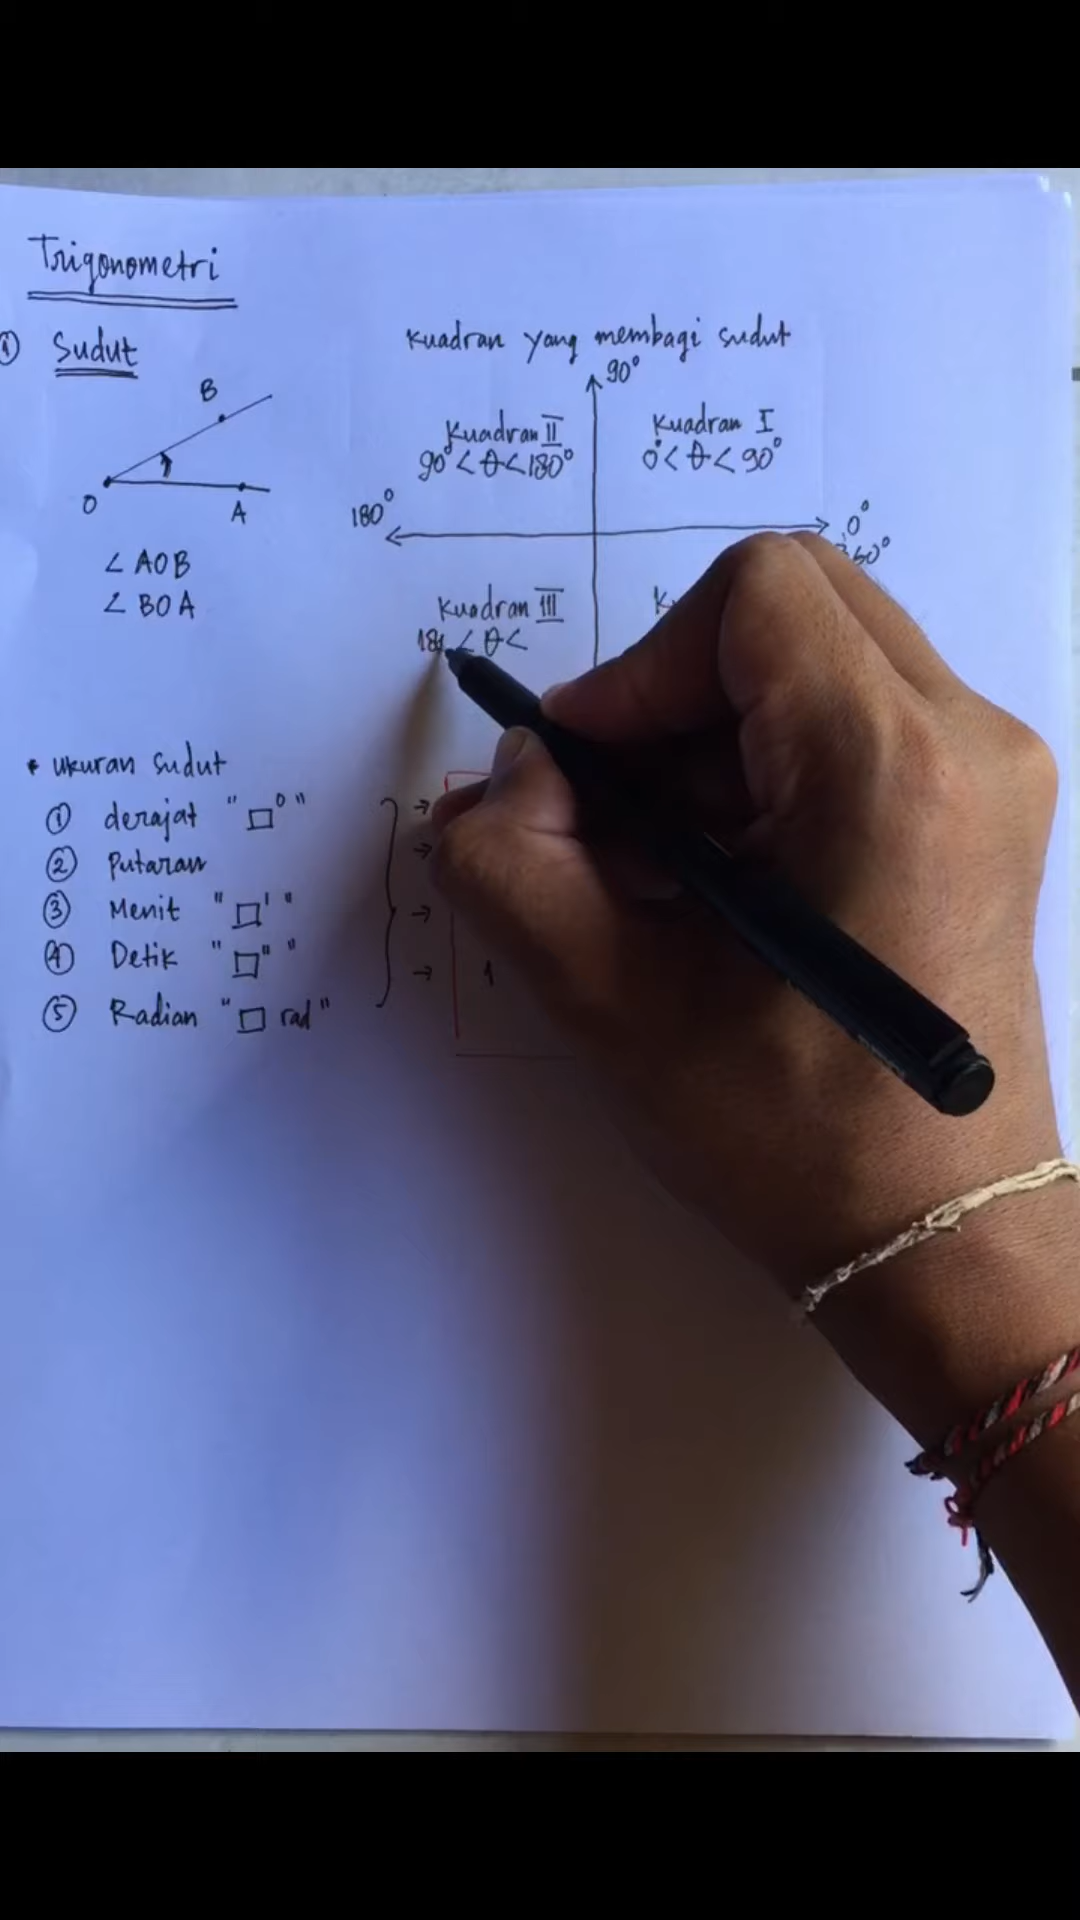 Trigonometri
① Sudut
B
O
A
∠ AOB
∠ BOA
Kuadran yang membagi sudut
90°
Kuadran II
90° < θ < 180°
Kuadran I
0° < θ < 90°
180°
0°
360°
Kuadran III
< θ <
• ukuran sudut
① derajat "□°"
② Putaran
③ Menit "□'"
④ Detik "□""
⑤ Radian "□ rad"
1